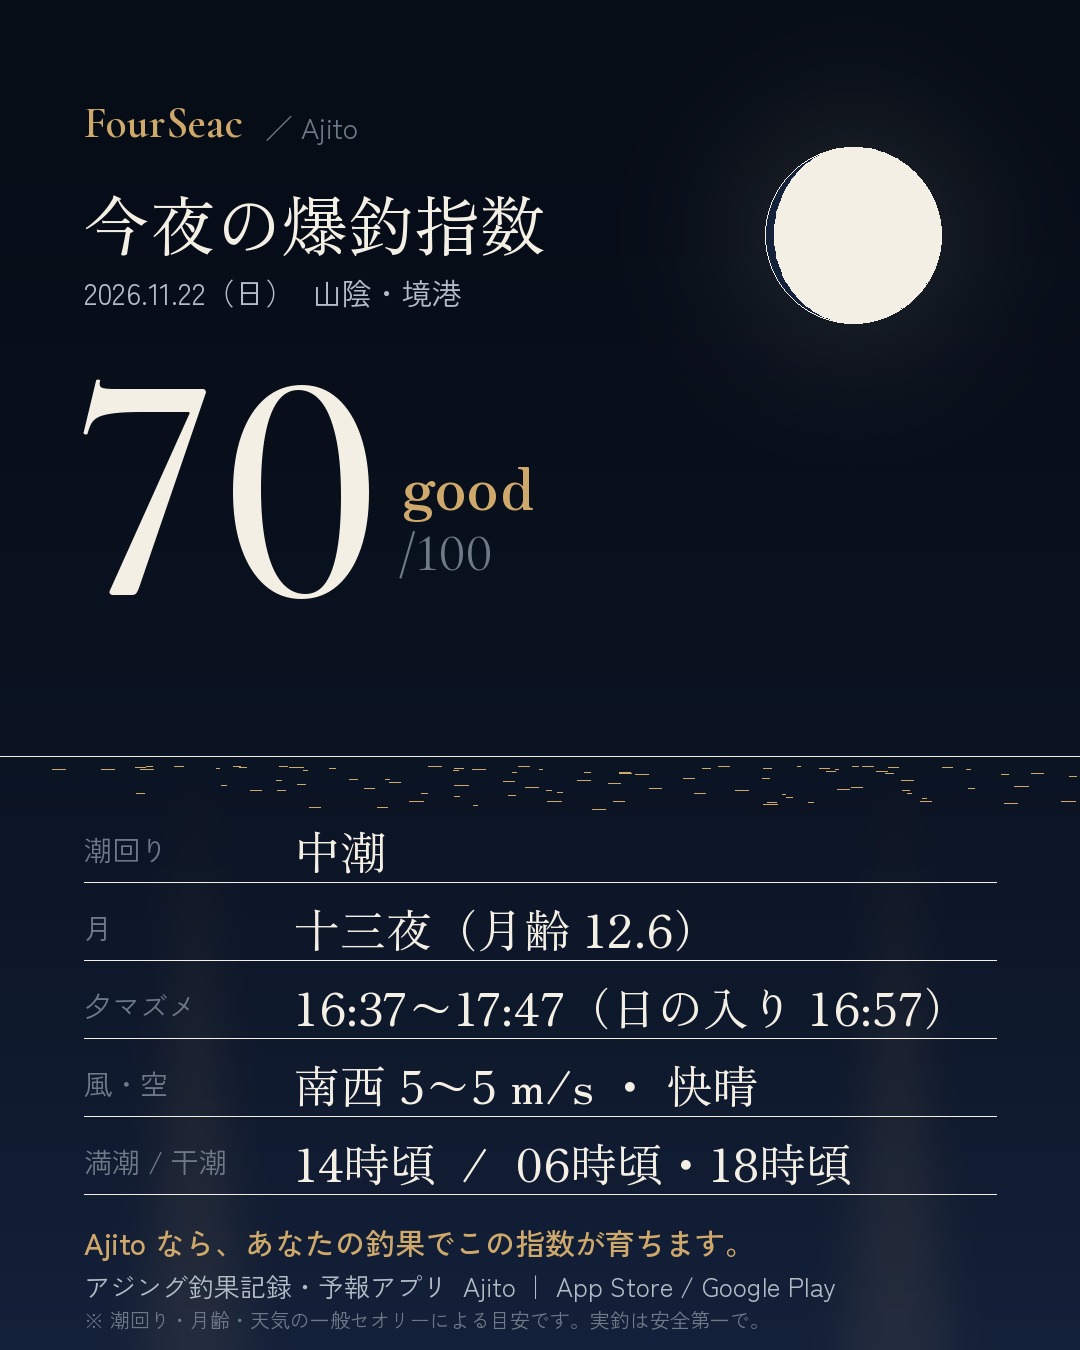 FourSeac ／ Ajito
今夜の爆釣指数
2026.11.22（日） 山陰・境港
70 good /100
潮回り 中潮
月 十三夜（月齢 12.6）
夕マズメ 16:37〜17:47（日の入り 16:57）
風・空 南西 5〜5 m/s ・ 快晴
満潮 / 干潮 14時頃 ／ 06時頃・18時頃
Ajito なら、あなたの釣果でこの指数が育ちます。
アジング釣果記録・予報アプリ Ajito ｜ App Store / Google Play
※ 潮回り・月齢・天気の一般セオリーによる目安です。実釣は安全第一で。